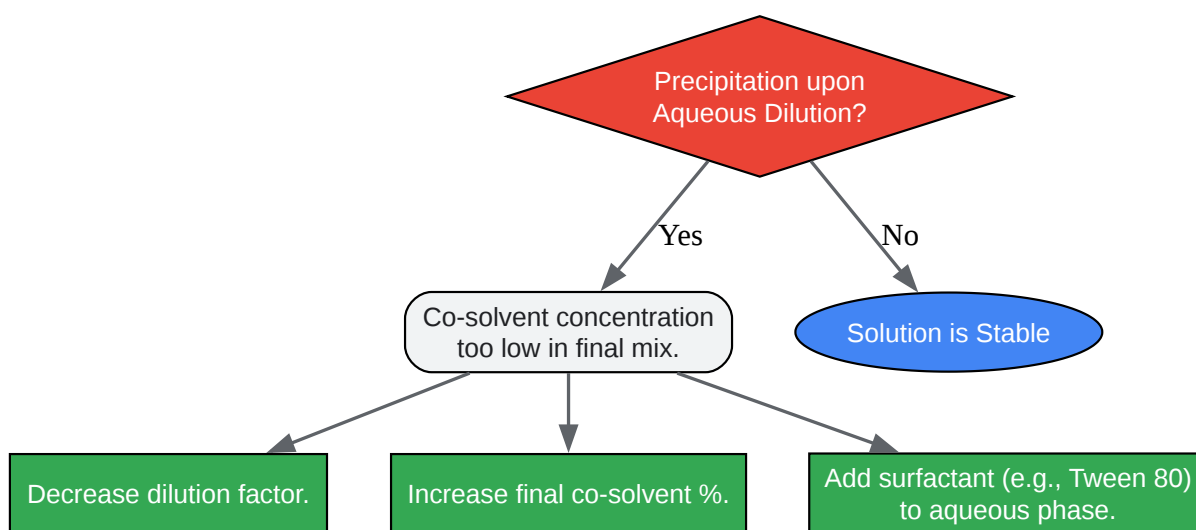 Precipitation upon
Aqueous Dilution?
Yes
No
Co-solvent concentration
too low in final mix.
Solution is Stable
Decrease dilution factor.
Increase final co-solvent %.
Add surfactant (e.g., Tween 80)
to aqueous phase.